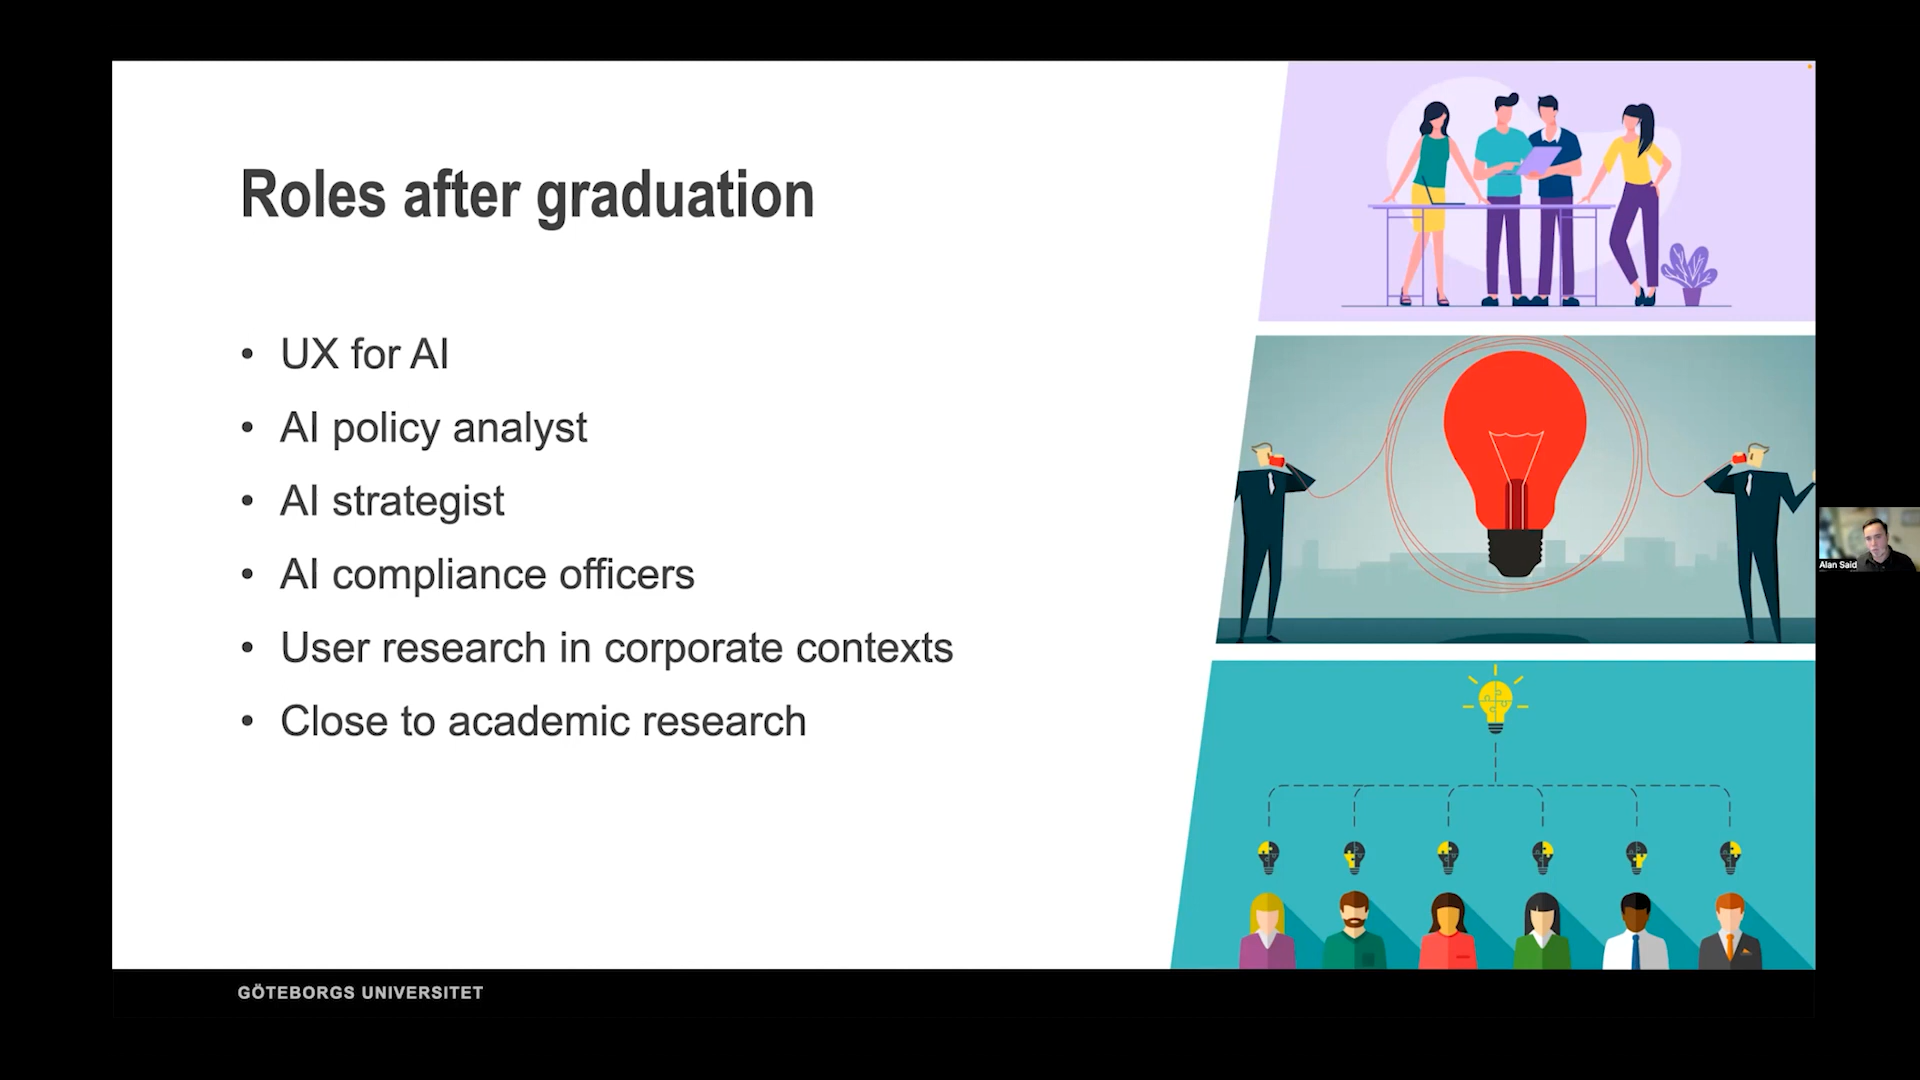 Roles after graduation
• UX for AI
• AI policy analyst
• AI strategist
• AI compliance officers
• User research in corporate contexts
• Close to academic research
Alan Said
GÖTEBORGS UNIVERSITET